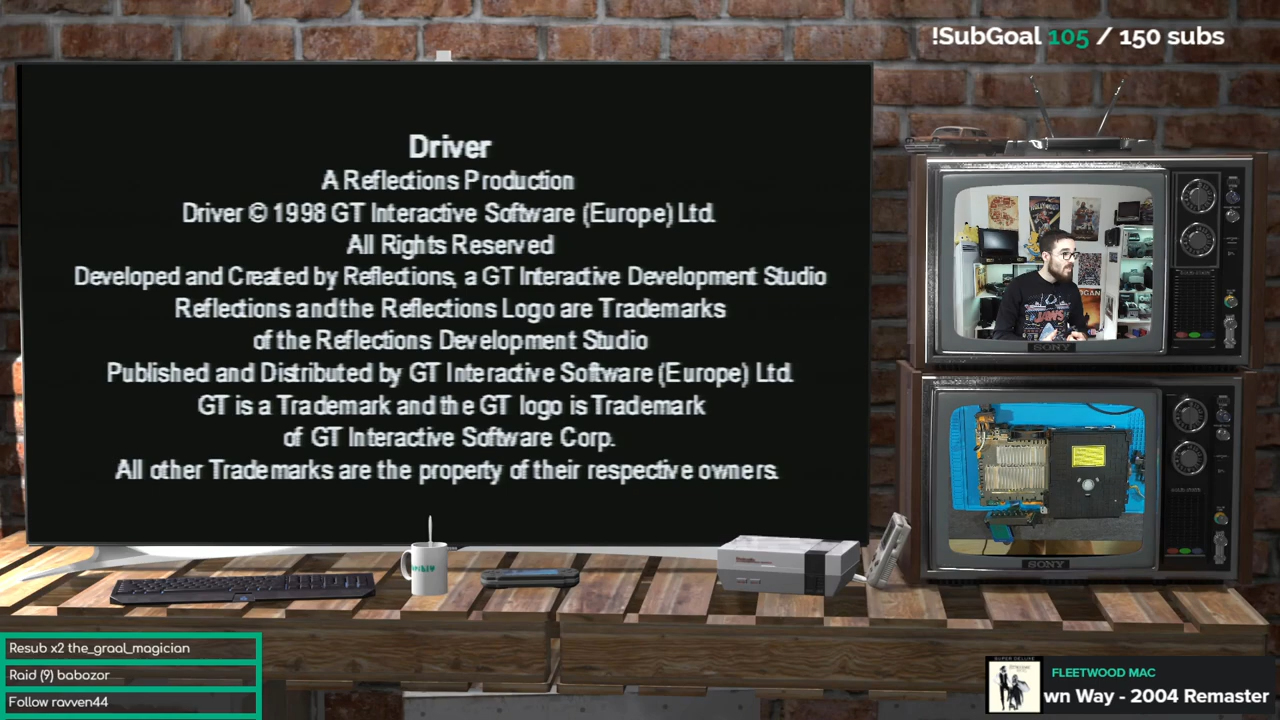 !SubGoal 105 / 150 subs
Driver
A Reflections Production
Driver © 1998 GT Interactive Software (Europe) Ltd.
All Rights Reserved
Developed and Created by Reflections, a GT Interactive Development Studio
Reflections and the Reflections Logo are Trademarks
of the Reflections Development Studio
Published and Distributed by GT Interactive Software (Europe) Ltd.
GT is a Trademark and the GT logo is Trademark
of GT Interactive Software Corp.
All other Trademarks are the property of their respective owners.
SONY
SONY
Resub x2 the_graal_magician
Raid (9) babozor
Follow ravven44
FLEETWOOD MAC
wn Way - 2004 Remaster